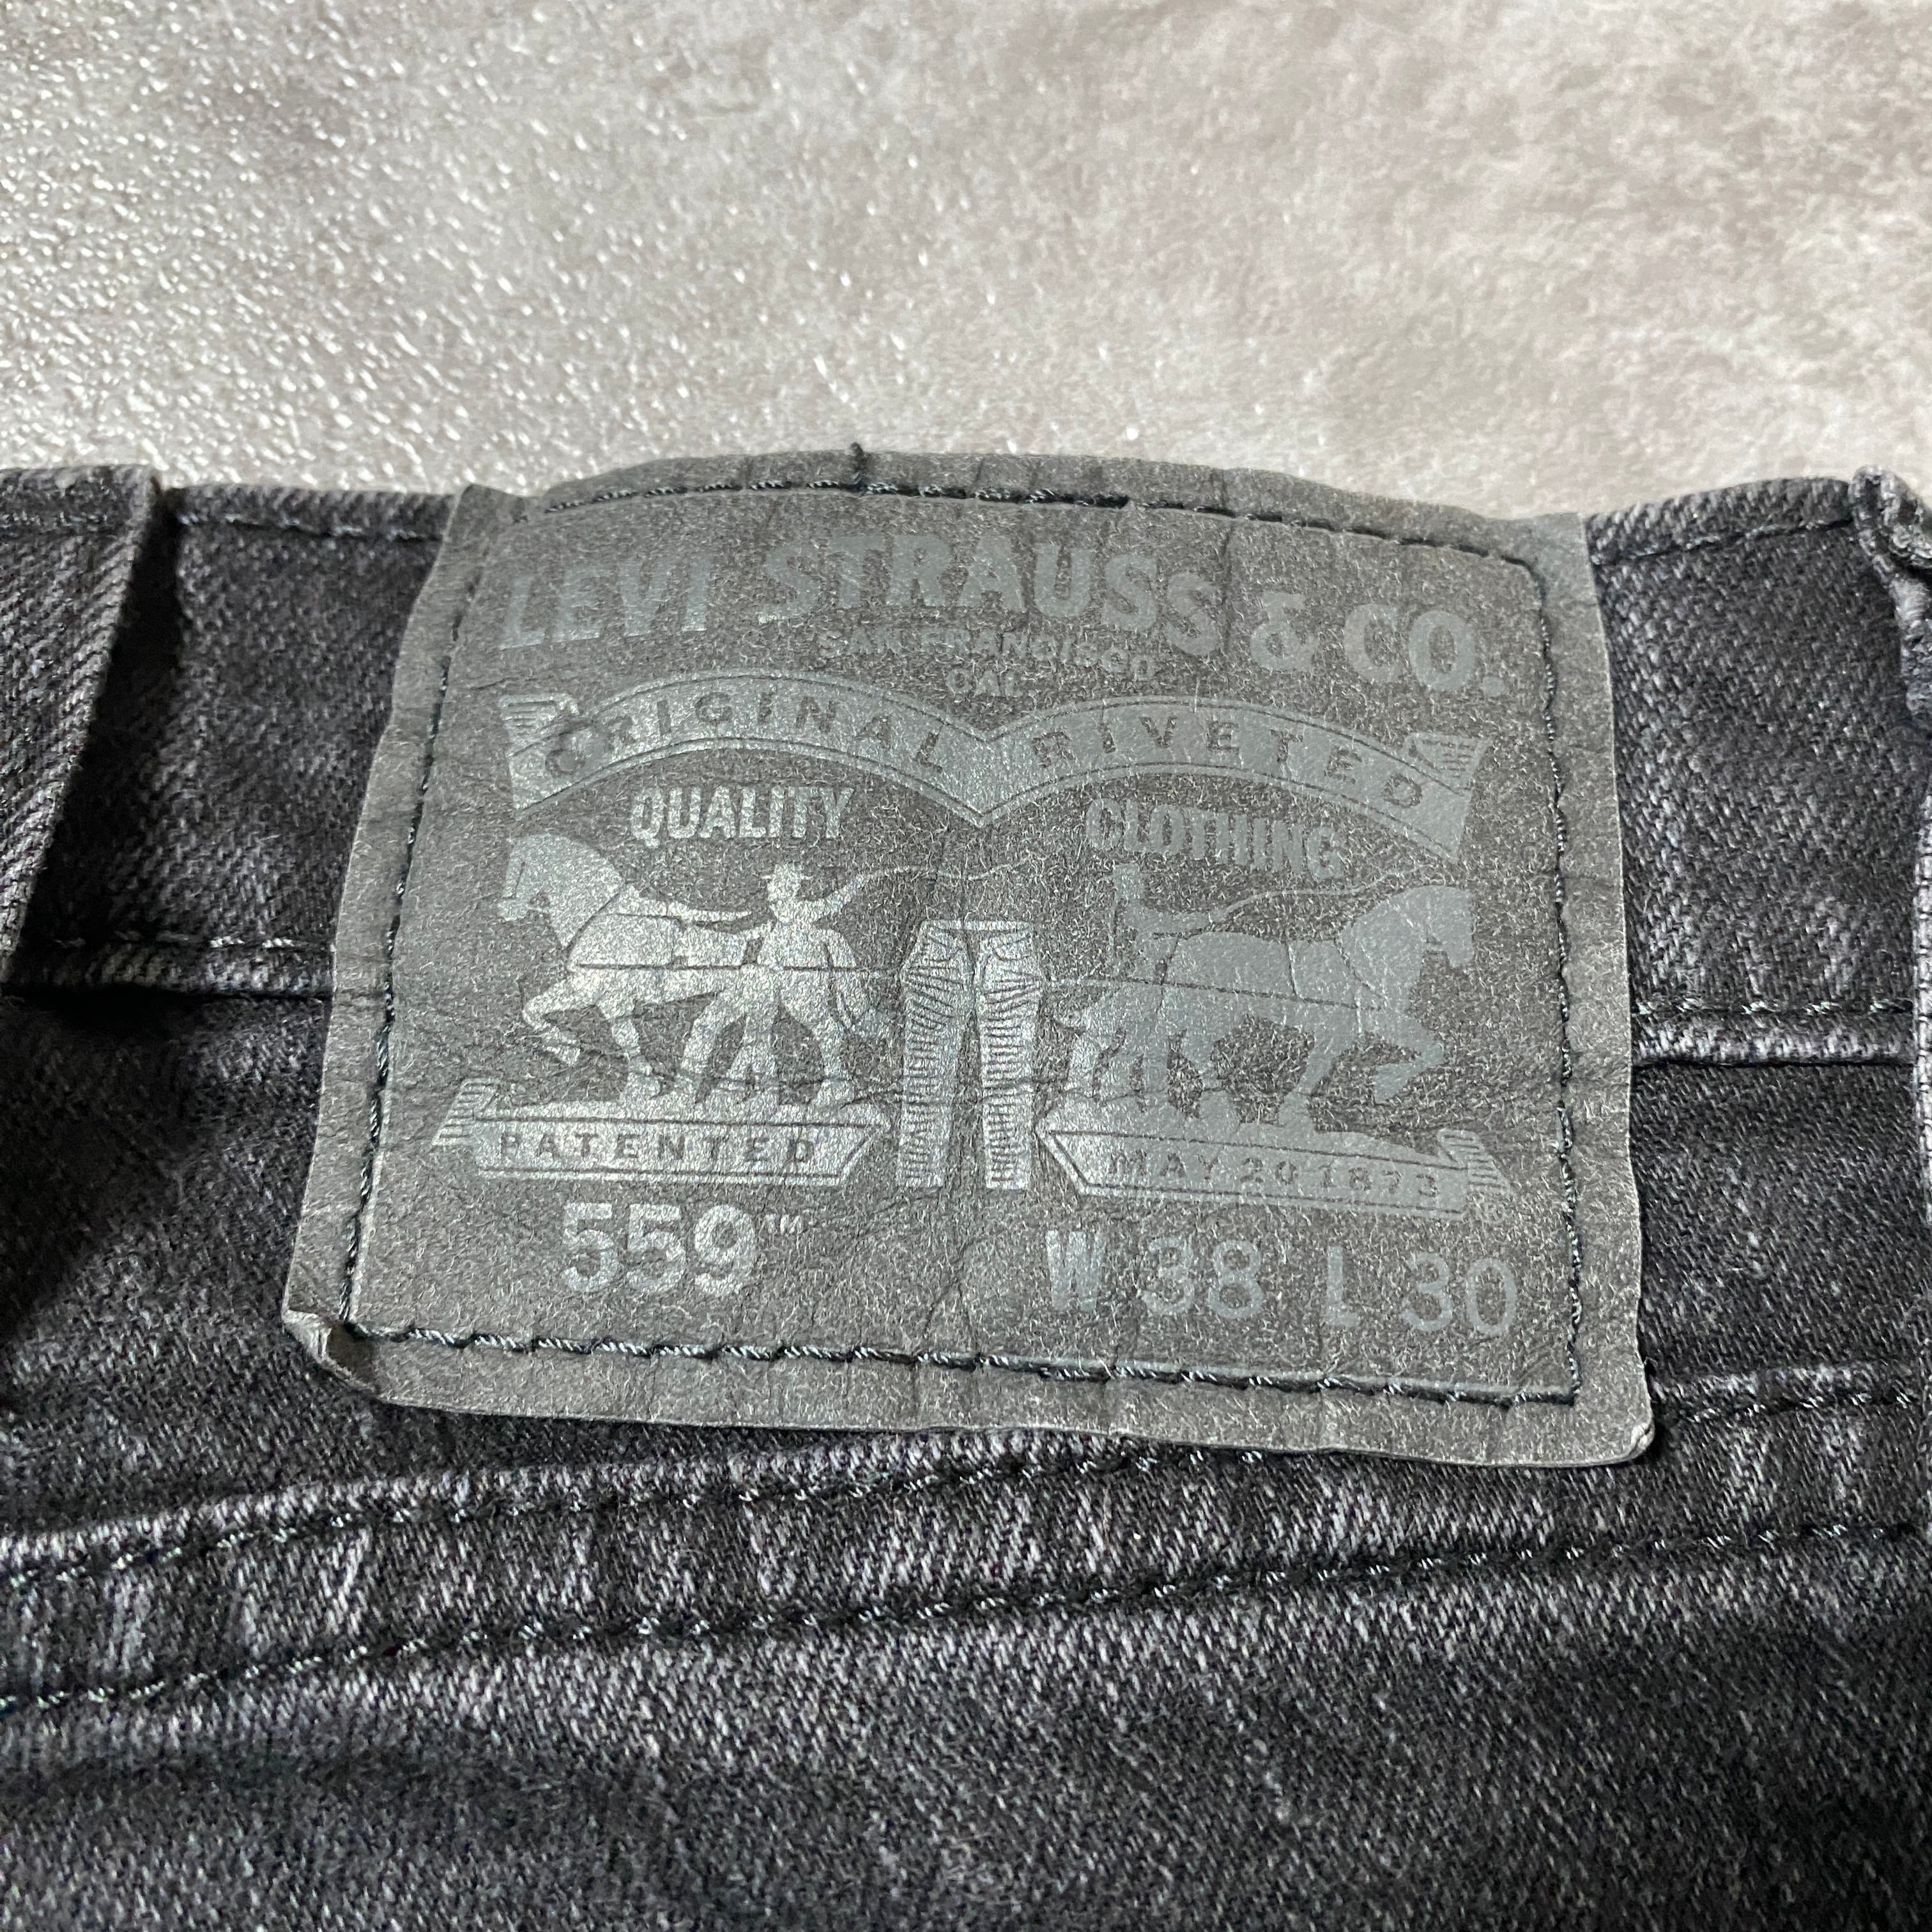 LEVI STRAUSS & CO.
SAN FRANCISCO
CAL.
ORIGINAL RIVETED
QUALITY CLOTHING
PATENTED MAY 20 1873
559™ W 38 L 30